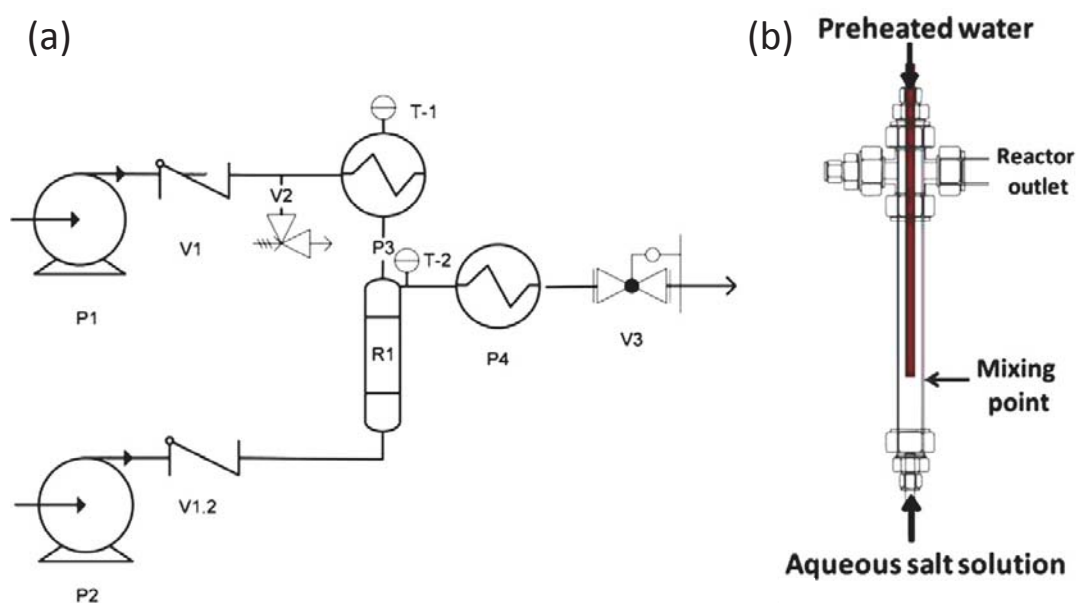 (a)
T-1
V2
V1
P1
P3
T-2
R1
P4
V3
V1.2
P2
(b)
Preheated water
Reactor
outlet
Mixing
point
Aqueous salt solution